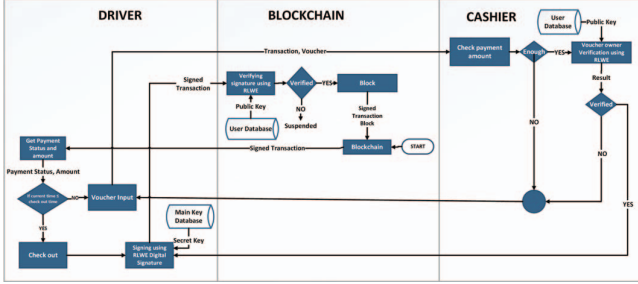 DRIVER
BLOCKCHAIN
CASHIER
User
Database
Public Key
Transaction, Voucher
Check payment
amount
Enough
YES
Voucher owner
Verification using
RLWE
Signed
Transaction
Verifying
signature using
RLWE
Verified
YES
Block
Result
Public Key
NO
Suspended
Signed
Transaction
Block
Verified
User Database
NO
Get Payment
Status and
amount
Signed Transaction
Blockchain
START
NO
Payment Status, Amount
If current time
check out time
NO
Voucher Input
YES
Main Key
Database
YES
Secret Key
Check out
Signing using
RLWE Digital
Signature